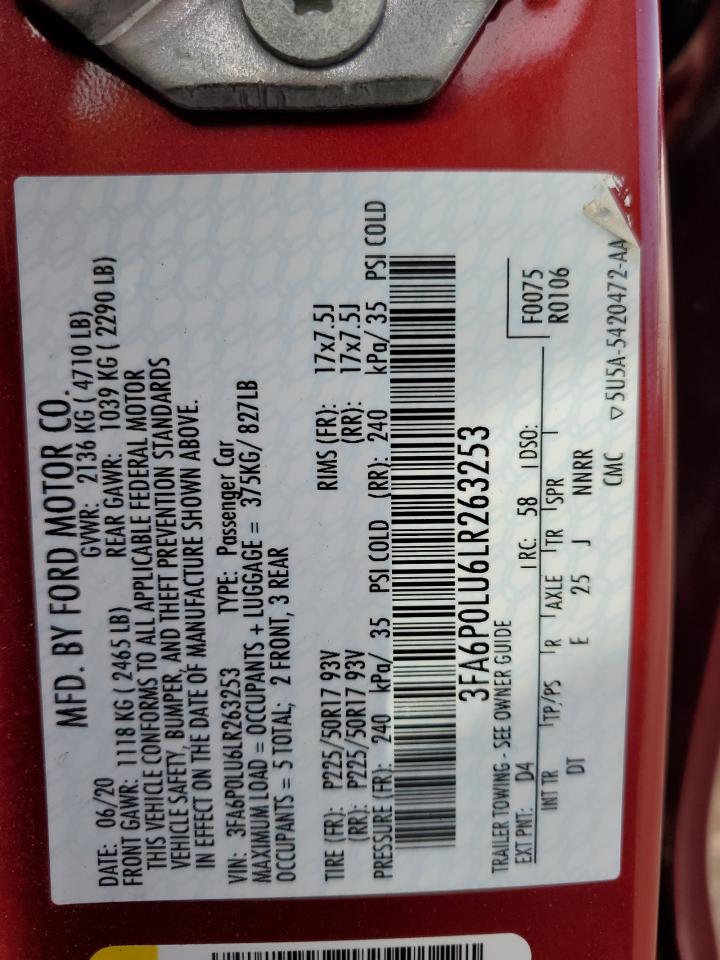 MFD. BY FORD MOTOR CO.
DATE: 06/20 GVWR: 2136 KG ( 4710 LB)
FRONT GAWR: 1118 KG ( 2465 LB) REAR GAWR: 1039 KG ( 2290 LB)
THIS VEHICLE CONFORMS TO ALL APPLICABLE FEDERAL MOTOR
VEHICLE SAFETY, BUMPER, AND THEFT PREVENTION STANDARDS
IN EFFECT ON THE DATE OF MANUFACTURE SHOWN ABOVE.
VIN: 3FA6P0LU6LR263253 TYPE: Passenger Car
MAXIMUM LOAD = OCCUPANTS + LUGGAGE = 375KG/ 827LB
OCCUPANTS = 5 TOTAL; 2 FRONT, 3 REAR
TIRE (FR): P225/50R17 93V RIMS (FR): 17x7.5J
(RR): P225/50R17 93V (RR): 17x7.5J
PRESSURE (FR): 240 kPa/ 35 PSI COLD (RR): 240 kPa/ 35 PSI COLD
3FA6P0LU6LR263253
TRAILER TOWING - SEE OWNER GUIDE F0075
EXT PNT: D4 RC: 58 DSO: R0106
INT TR TP/PS R AXLE TR SPR
DT E 25 J NNRR
CMC ▽5U5A-5420472-AA